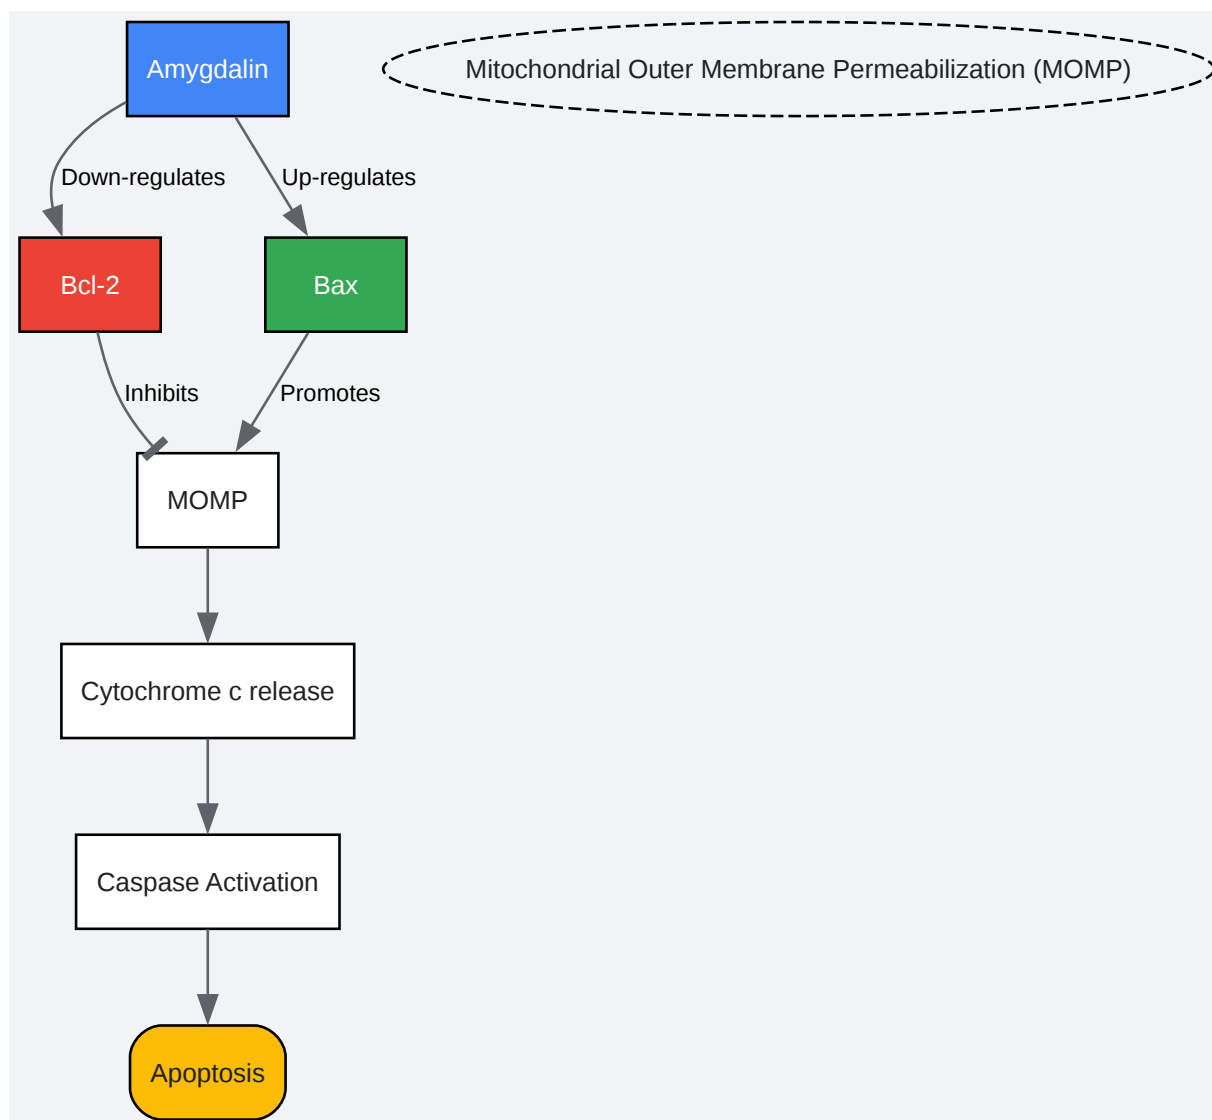 Amygdalin
Mitochondrial Outer Membrane Permeabilization (MOMP)
Down-regulates
Up-regulates
Bcl-2
Bax
Inhibits
Promotes
MOMP
Cytochrome c release
Caspase Activation
Apoptosis